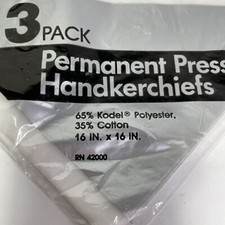 3 PACK
Permanent Press
Handkerchiefs
65% Kodel® Polyester,
35% Cotton
16 IN. x 16 IN.
RN 42000